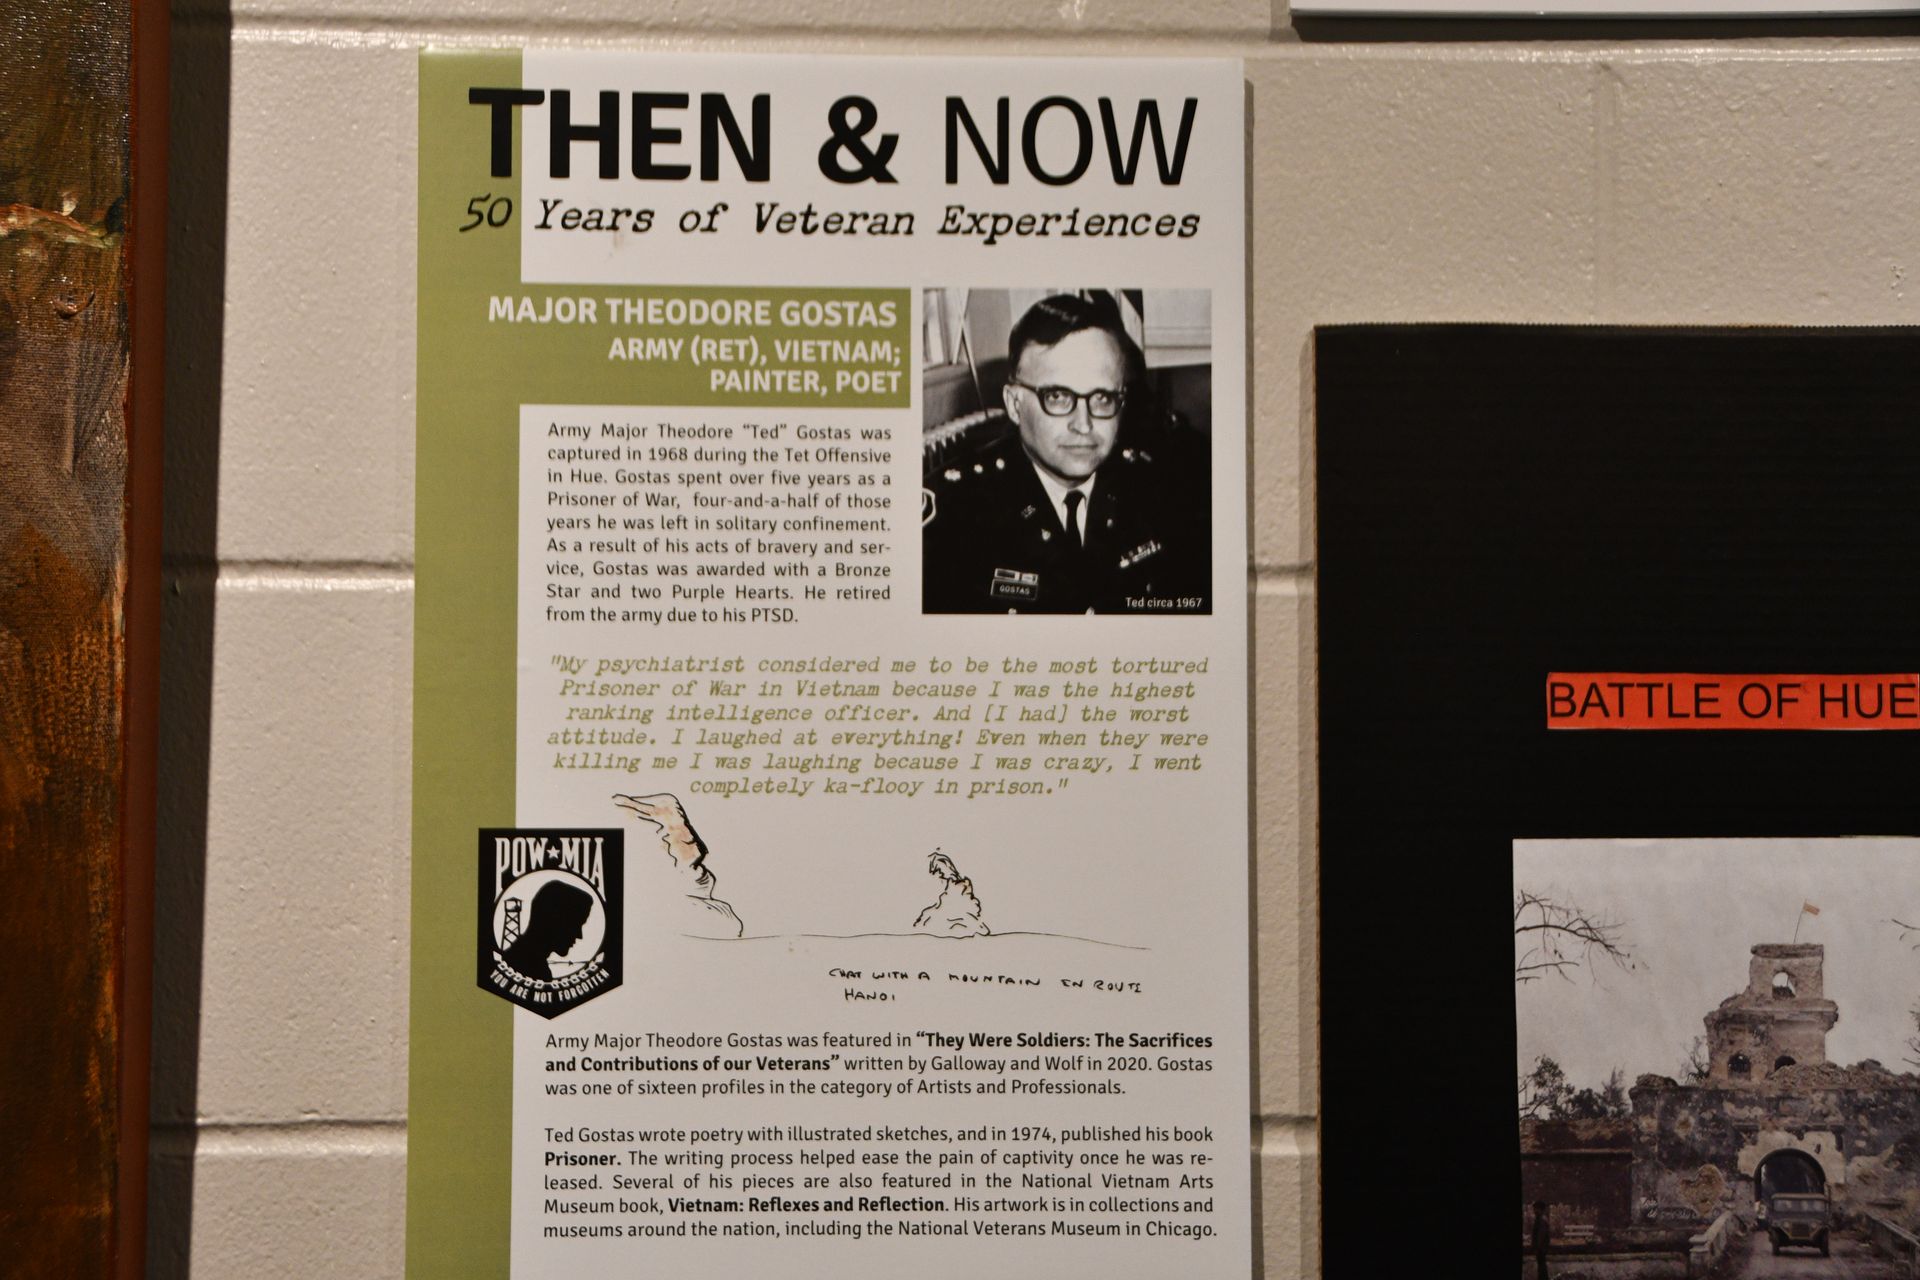 THEN & NOW
50 Years of Veteran Experiences
MAJOR THEODORE GOSTAS
ARMY (RET), VIETNAM;
PAINTER, POET
Army Major Theodore “Ted” Gostas was
captured in 1968 during the Tet Offensive
in Hue. Gostas spent over five years as a
Prisoner of War, four-and-a-half of those
years he was left in solitary confinement.
As a result of his acts of bravery and ser-
vice, Gostas was awarded with a Bronze
Star and two Purple Hearts. He retired
from the army due to his PTSD.
GOSTAS
Ted circa 1967
"My psychiatrist considered me to be the most tortured
Prisoner of War in Vietnam because I was the highest
ranking intelligence officer. And [I had] the worst
attitude. I laughed at everything! Even when they were
killing me I was laughing because I was crazy, I went
completely ka-flooy in prison."
POW★MIA
YOU ARE NOT FORGOTTEN
CHAT WITH A MOUNTAIN EN ROUTE
HANOI
Army Major Theodore Gostas was featured in “They Were Soldiers: The Sacrifices
and Contributions of our Veterans” written by Galloway and Wolf in 2020. Gostas
was one of sixteen profiles in the category of Artists and Professionals.
Ted Gostas wrote poetry with illustrated sketches, and in 1974, published his book
Prisoner. The writing process helped ease the pain of captivity once he was re-
leased. Several of his pieces are also featured in the National Vietnam Arts
Museum book, Vietnam: Reflexes and Reflection. His artwork is in collections and
museums around the nation, including the National Veterans Museum in Chicago.
BATTLE OF HUE